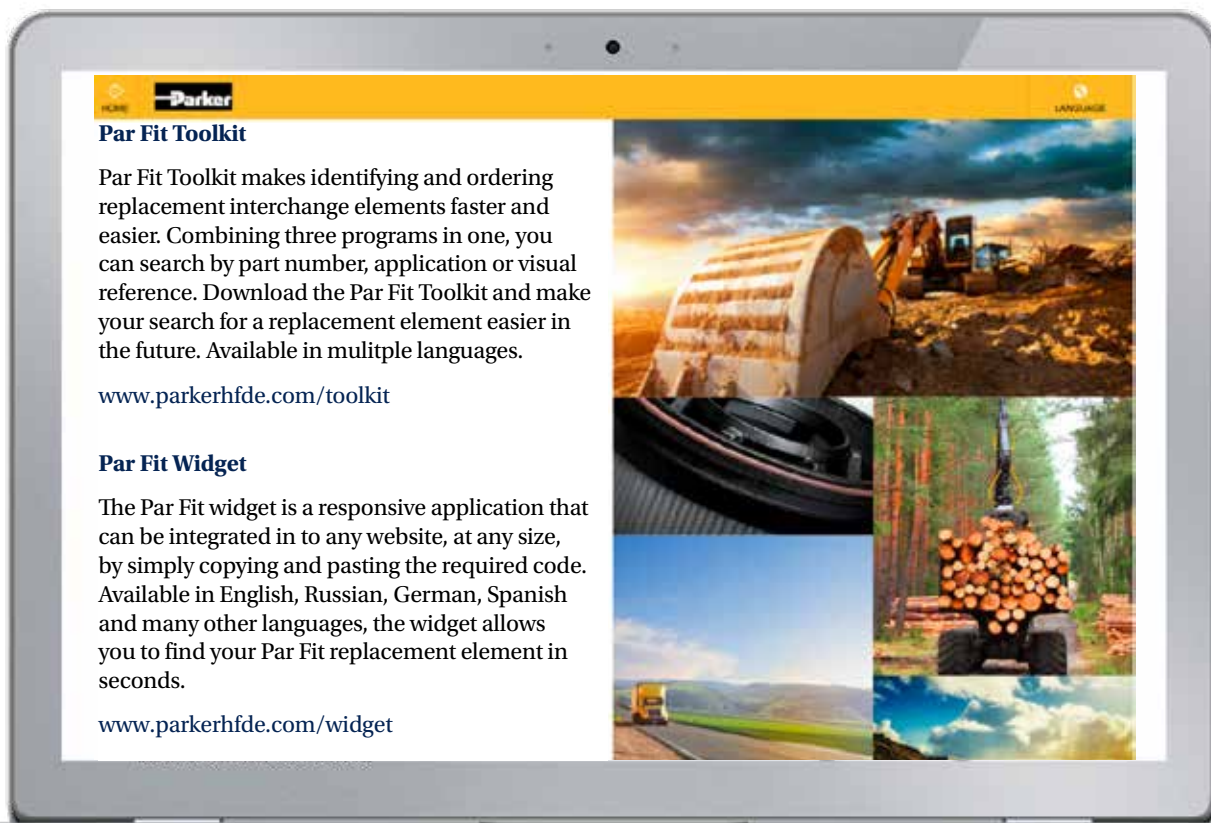 HOME
Parker
LANGUAGE
Par Fit Toolkit
Par Fit Toolkit makes identifying and ordering
replacement interchange elements faster and
easier. Combining three programs in one, you
can search by part number, application or visual
reference. Download the Par Fit Toolkit and make
your search for a replacement element easier in
the future. Available in mulitple languages.
www.parkerhfde.com/toolkit
Par Fit Widget
The Par Fit widget is a responsive application that
can be integrated in to any website, at any size,
by simply copying and pasting the required code.
Available in English, Russian, German, Spanish
and many other languages, the widget allows
you to find your Par Fit replacement element in
seconds.
www.parkerhfde.com/widget